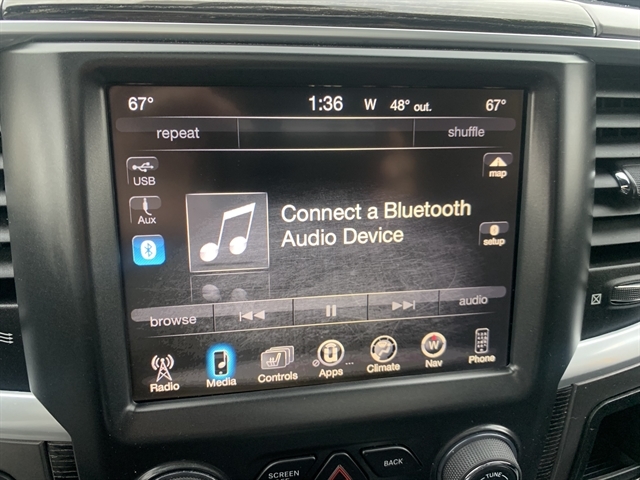 67° 1:36 W 48° out. 67°
repeat shuffle
USB map
Aux Connect a Bluetooth
Audio Device setup
browse audio
Radio Media Controls Apps Climate W Nav Phone
SCREEN BACK TUNE